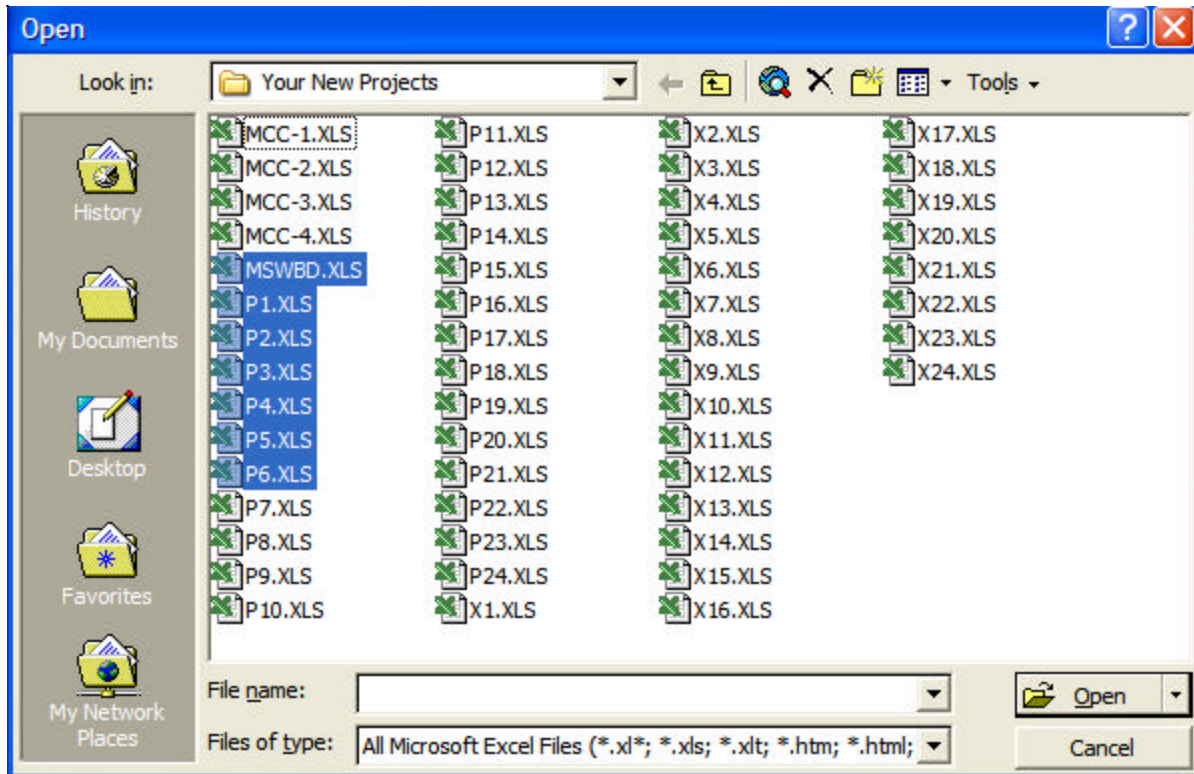 Open
Look in:
Your New Projects
Tools
History
My Documents
Desktop
Favorites
My Network
Places
MCC-1.XLS
MCC-2.XLS
MCC-3.XLS
MCC-4.XLS
MSWBD.XLS
P1.XLS
P2.XLS
P3.XLS
P4.XLS
P5.XLS
P6.XLS
P7.XLS
P8.XLS
P9.XLS
P10.XLS
P11.XLS
P12.XLS
P13.XLS
P14.XLS
P15.XLS
P16.XLS
P17.XLS
P18.XLS
P19.XLS
P20.XLS
P21.XLS
P22.XLS
P23.XLS
P24.XLS
X1.XLS
X2.XLS
X3.XLS
X4.XLS
X5.XLS
X6.XLS
X7.XLS
X8.XLS
X9.XLS
X10.XLS
X11.XLS
X12.XLS
X13.XLS
X14.XLS
X15.XLS
X16.XLS
X17.XLS
X18.XLS
X19.XLS
X20.XLS
X21.XLS
X22.XLS
X23.XLS
X24.XLS
File name:
Open
Files of type:
All Microsoft Excel Files (*.xl*; *.xls; *.xlt; *.htm; *.html;
Cancel